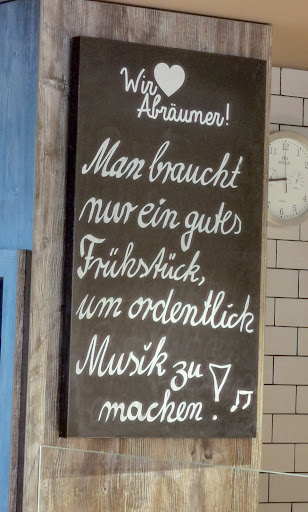 Wir ♥
Abräumer!
Man braucht
nur ein gutes
Frühstück,
um ordentlich
Musik zu
machen!